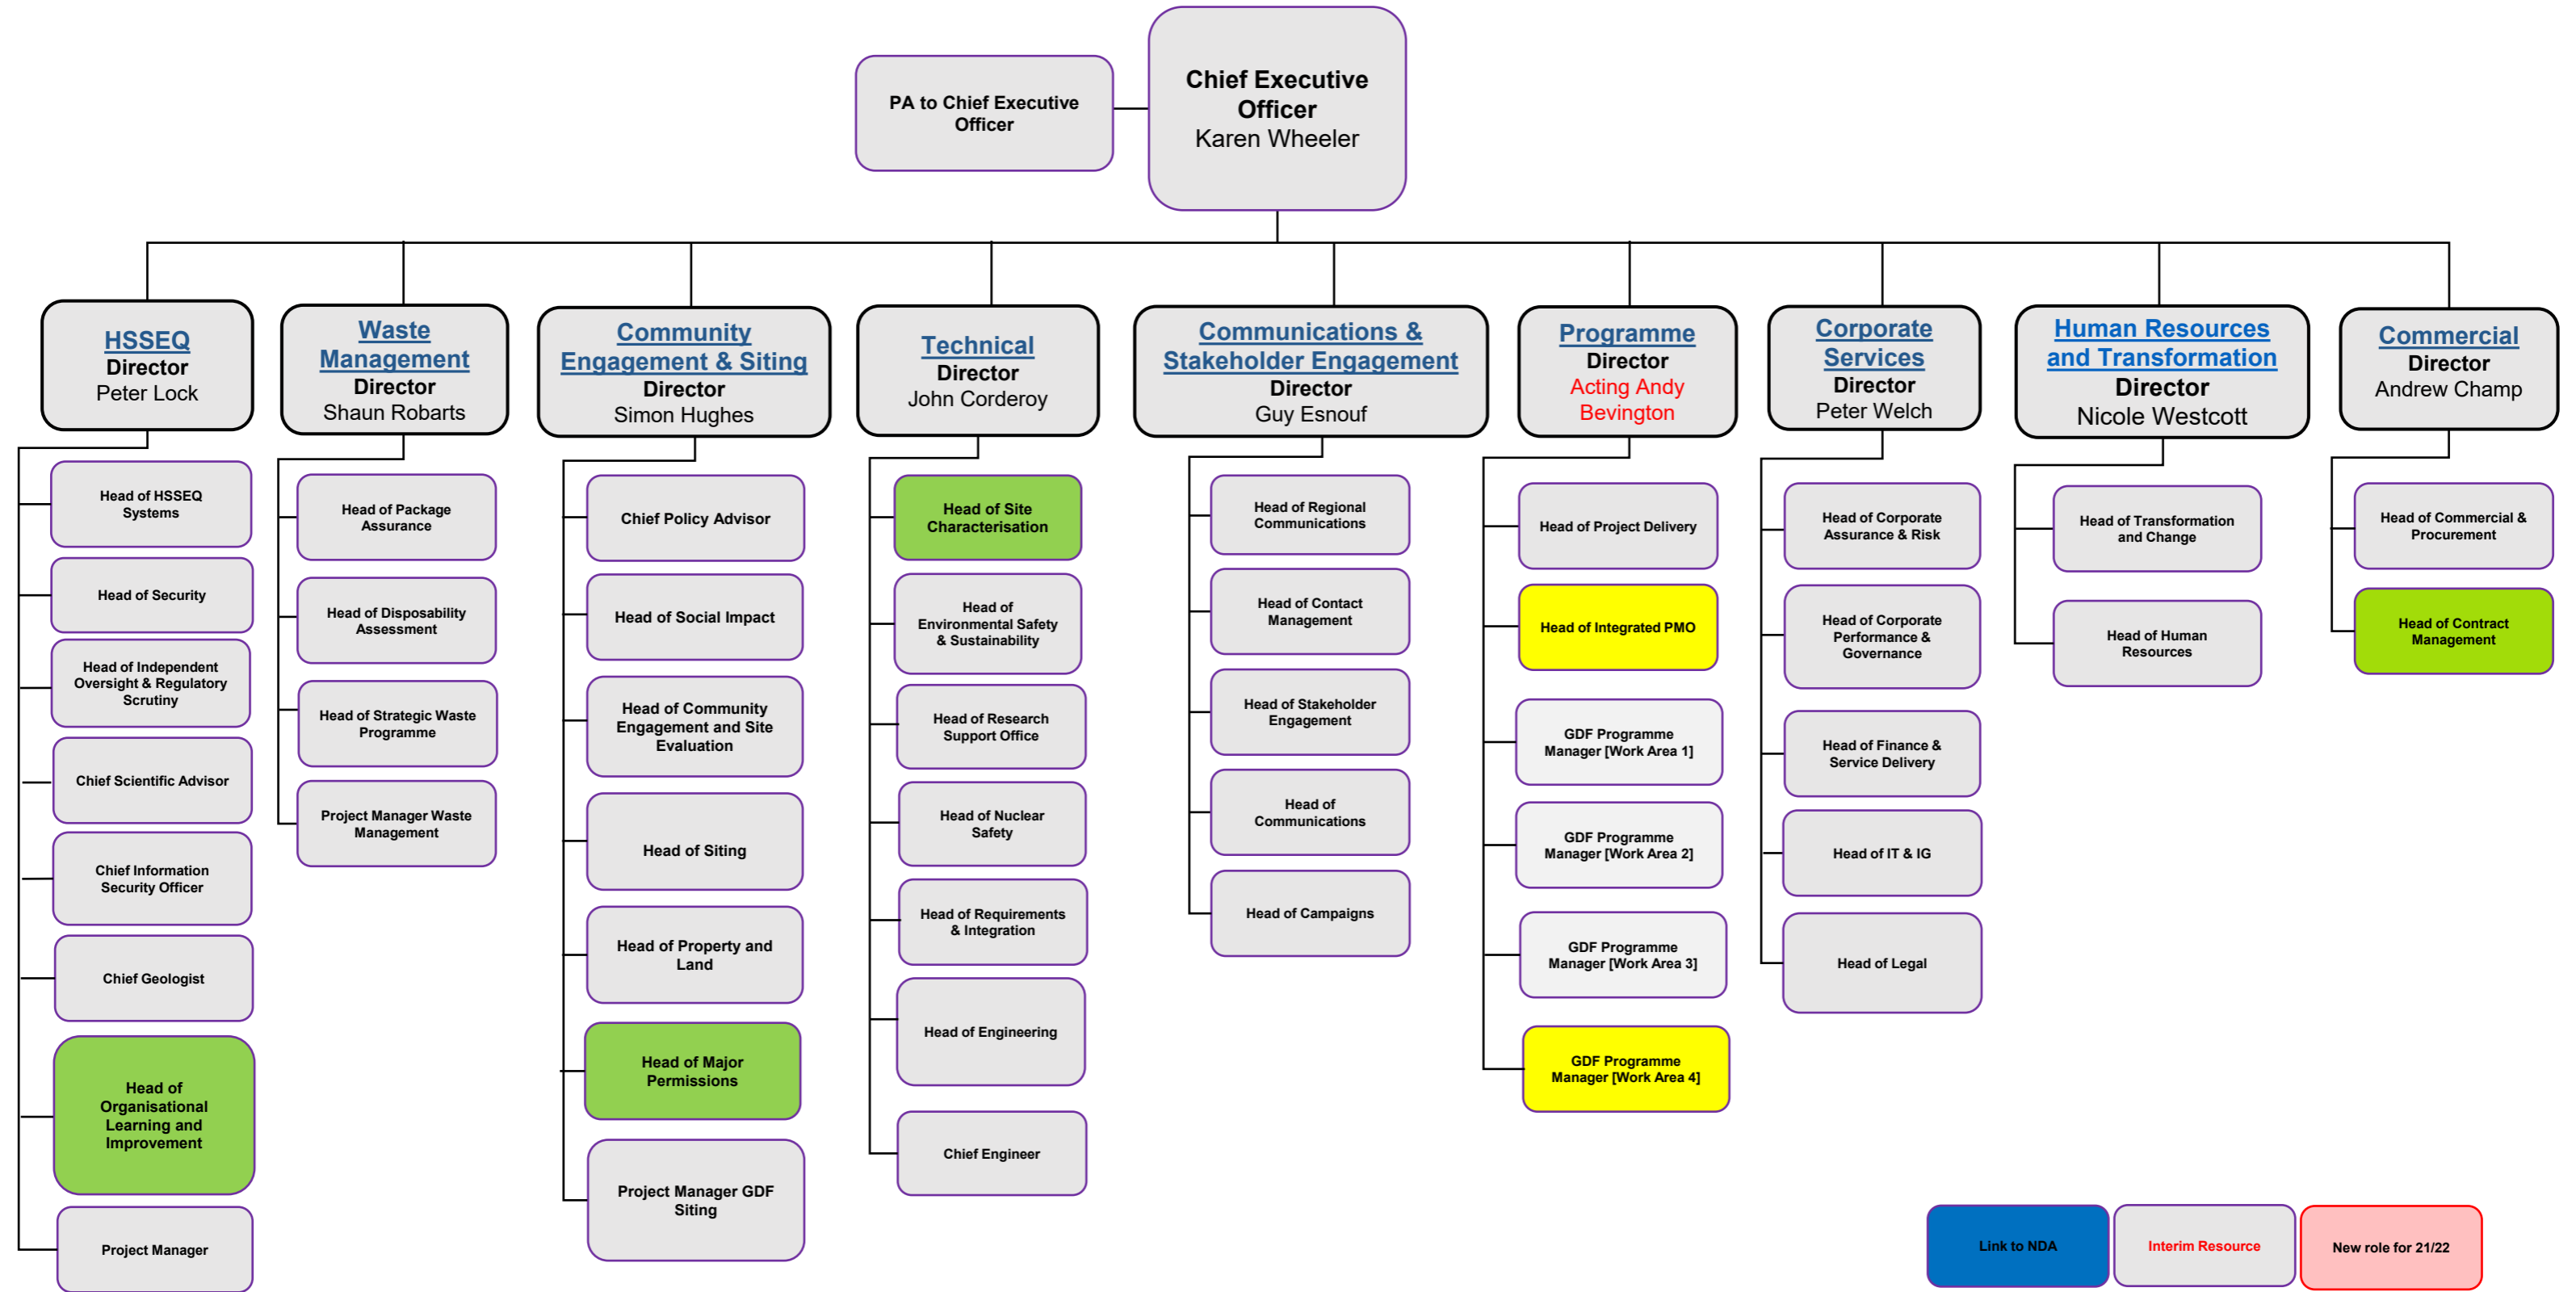 Chief Executive
Officer
Karen Wheeler
PA to Chief Executive
Officer
HSSEQ
Director
Peter Lock
Head of HSSEQ
Systems
Head of Security
Head of Independent
Oversight & Regulatory
Scrutiny
Chief Scientific Advisor
Chief Information
Security Officer
Chief Geologist
Head of
Organisational
Learning and
Improvement
Project Manager
Waste
Management
Director
Shaun Robarts
Head of Package
Assurance
Head of Disposability
Assessment
Head of Strategic Waste
Programme
Project Manager Waste
Management
Community
Engagement & Siting
Director
Simon Hughes
Chief Policy Advisor
Head of Social Impact
Head of Community
Engagement and Site
Evaluation
Head of Siting
Head of Property and
Land
Head of Major
Permissions
Project Manager GDF
Siting
Technical
Director
John Corderoy
Head of Site
Characterisation
Head of
Environmental Safety
& Sustainability
Head of Research
Support Office
Head of Nuclear
Safety
Head of Requirements
& Integration
Head of Engineering
Chief Engineer
Communications &
Stakeholder Engagement
Director
Guy Esnouf
Head of Regional
Communications
Head of Contact
Management
Head of Stakeholder
Engagement
Head of
Communications
Head of Campaigns
Programme
Director
Acting Andy
Bevington
Head of Project Delivery
Head of Integrated PMO
GDF Programme
Manager [Work Area 1]
GDF Programme
Manager [Work Area 2]
GDF Programme
Manager [Work Area 3]
GDF Programme
Manager [Work Area 4]
Corporate
Services
Director
Peter Welch
Head of Corporate
Assurance & Risk
Head of Corporate
Performance &
Governance
Head of Finance &
Service Delivery
Head of IT & IG
Head of Legal
Human Resources
and Transformation
Director
Nicole Westcott
Head of Transformation
and Change
Head of Human
Resources
Commercial
Director
Andrew Champ
Head of Commercial &
Procurement
Head of Contract
Management
Link to NDA
Interim Resource
New role for 21/22